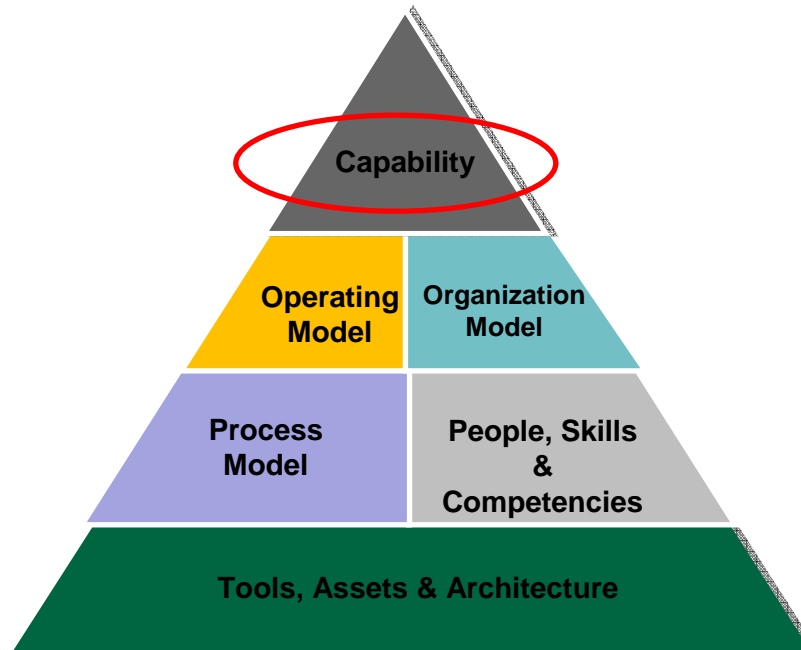 Capability
Operating
Model
Organization
Model
Process
Model
People, Skills
&
Competencies
Tools, Assets & Architecture